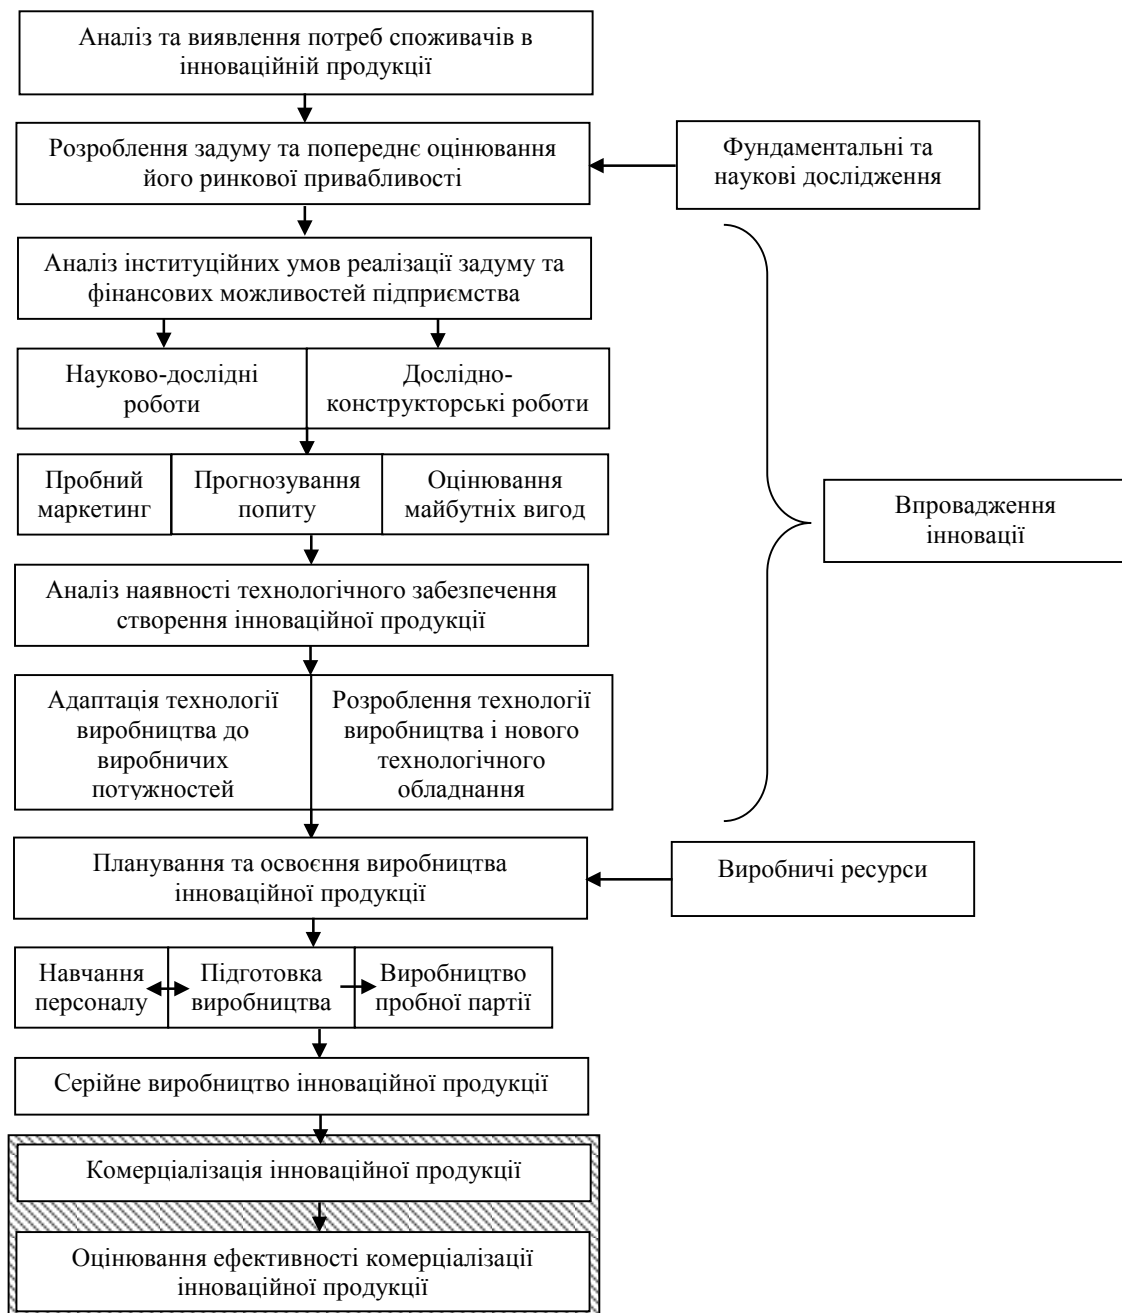 Аналіз та виявлення потреб споживачів в
інноваційній продукції
Розроблення задуму та попереднє оцінювання
його ринкової привабливості
Фундаментальні та
наукові дослідження
Аналіз інституційних умов реалізації задуму та
фінансових можливостей підприємства
Науково-дослідні
роботи
Дослідно-
конструкторські роботи
Пробний
маркетинг
Прогнозування
попиту
Оцінювання
майбутніх вигод
Впровадження
інновації
Аналіз наявності технологічного забезпечення
створення інноваційної продукції
Адаптація технології
виробництва до
виробничих
потужностей
Розроблення технології
виробництва і нового
технологічного
обладнання
Планування та освоєння виробництва
інноваційної продукції
Виробничі ресурси
Навчання
персоналу
Підготовка
виробництва
Виробництво
пробної партії
Серійне виробництво інноваційної продукції
Комерціалізація інноваційної продукції
Оцінювання ефективності комерціалізації
інноваційної продукції